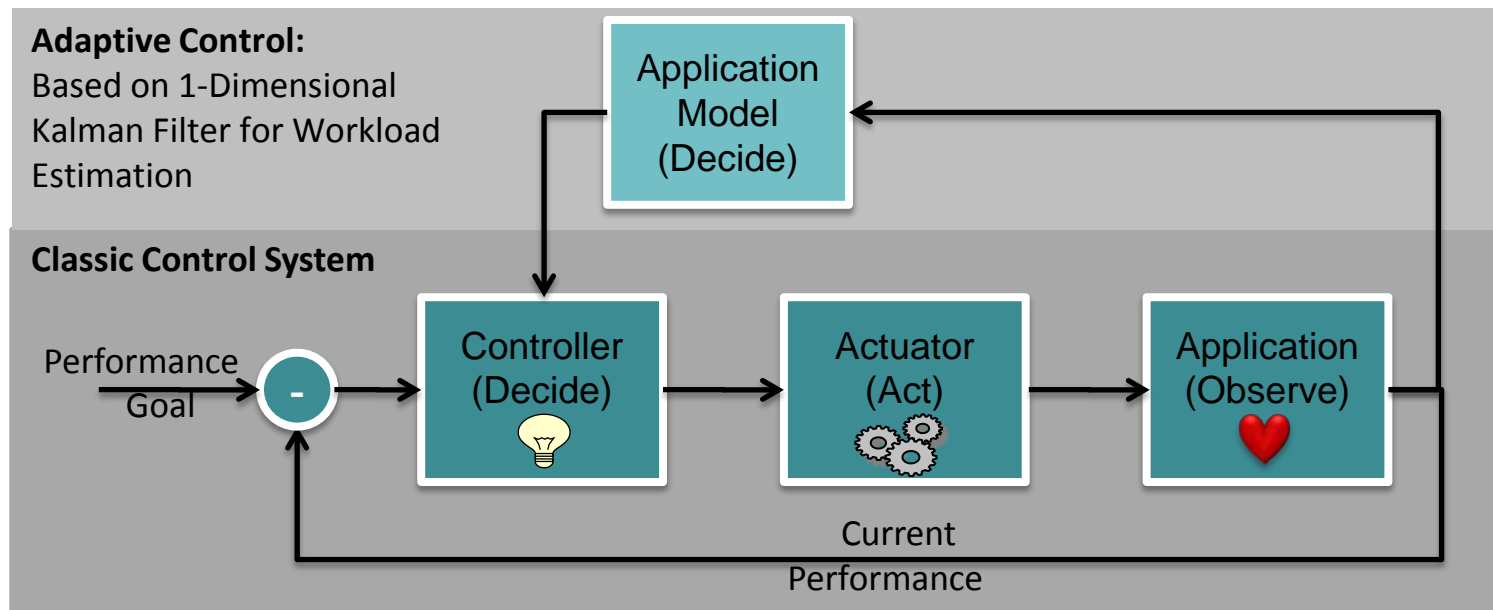 Adaptive Control:
Based on 1-Dimensional
Kalman Filter for Workload
Estimation
Application
Model
(Decide)
Classic Control System
Performance
Goal
-
Controller
(Decide)
Actuator
(Act)
Application
(Observe)
Current
Performance